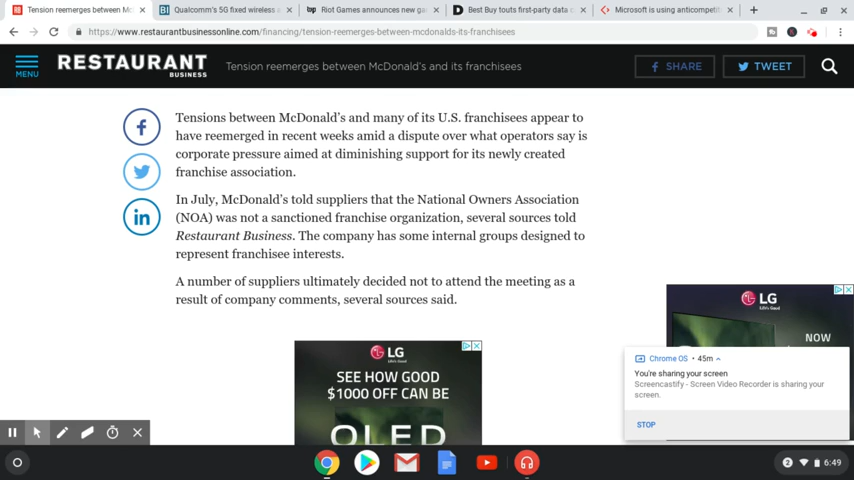 Tension reemerges between Mc
Qualcomm's 5G fixed wireless a
Riot Games announces new ga
Best Buy touts first-party data c
Microsoft is using anticompetit
https://www.restaurantbusinessonline.com/financing/tension-reemerges-between-mcdonalds-its-franchisees
MENU
RESTAURANT
BUSINESS
Tension reemerges between McDonald's and its franchisees
SHARE
TWEET
Tensions between McDonald's and many of its U.S. franchisees appear to
have reemerged in recent weeks amid a dispute over what operators say is
corporate pressure aimed at diminishing support for its newly created
franchise association.
In July, McDonald's told suppliers that the National Owners Association
(NOA) was not a sanctioned franchise organization, several sources told
Restaurant Business. The company has some internal groups designed to
represent franchisee interests.
A number of suppliers ultimately decided not to attend the meeting as a
result of company comments, several sources said.
LG
Life's Good
SEE HOW GOOD
$1000 OFF CAN BE
OLED
LG
Life's Good
NOW
Chrome OS • 45m
You're sharing your screen
Screencastify - Screen Video Recorder is sharing your
screen.
STOP
2
6:49